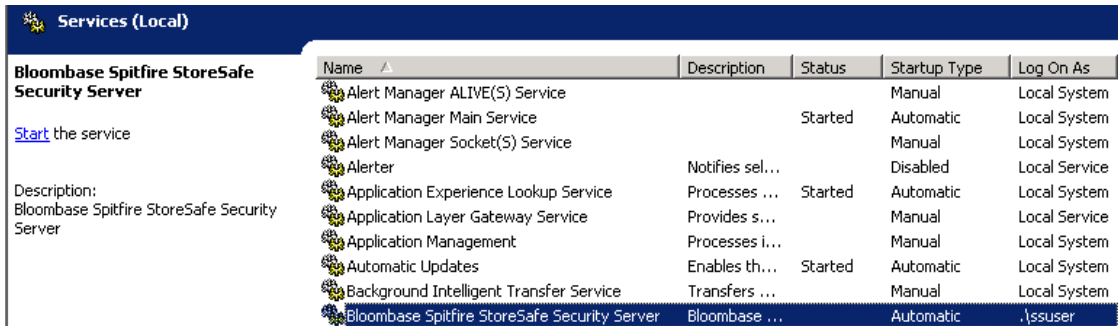 Services (Local)
Bloombase Spitfire StoreSafe
Security Server
Start the service
Description:
Bloombase Spitfire StoreSafe Security
Server
Name Description Status Startup Type Log On As
Alert Manager ALIVE(S) Service Manual Local System
Alert Manager Main Service Started Automatic Local System
Alert Manager Socket(S) Service Manual Local System
Alerter Notifies sel... Disabled Local Service
Application Experience Lookup Service Processes ... Started Automatic Local System
Application Layer Gateway Service Provides s... Manual Local Service
Application Management Processes i... Manual Local System
Automatic Updates Enables th... Started Automatic Local System
Background Intelligent Transfer Service Transfers ... Manual Local System
Bloombase Spitfire StoreSafe Security Server Bloombase ... Automatic .\ssuser